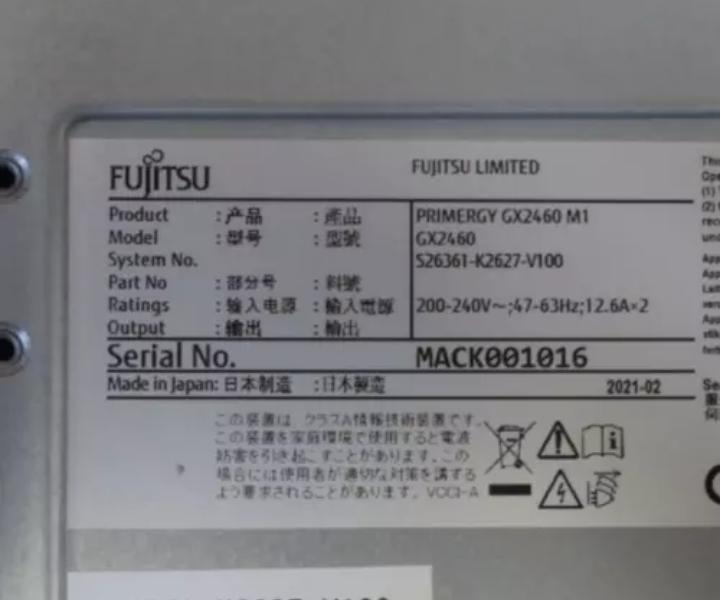 FUJITSU
FUJITSU LIMITED
Product : 产品 : 產品 PRIMERGY GX2460 M1
Model : 型号 : 型號 GX2460
System No. S26361-K2627-V100
Part No : 部分号 : 料號
Ratings : 输入电源 : 輸入電源 200-240V～;47-63Hz;12.6A×2
Output : 输出 : 輸出
Serial No. MACK001016
Made in Japan: 日本制造 : 日本製造 2021-02
この装置は、クラスA情報技術装置です。
この装置を家庭環境で使用すると電波
妨害を引き起こすことがあります。この
場合には使用者が適切な対策を講ずる
よう要求されることがあります。 VCCI-A